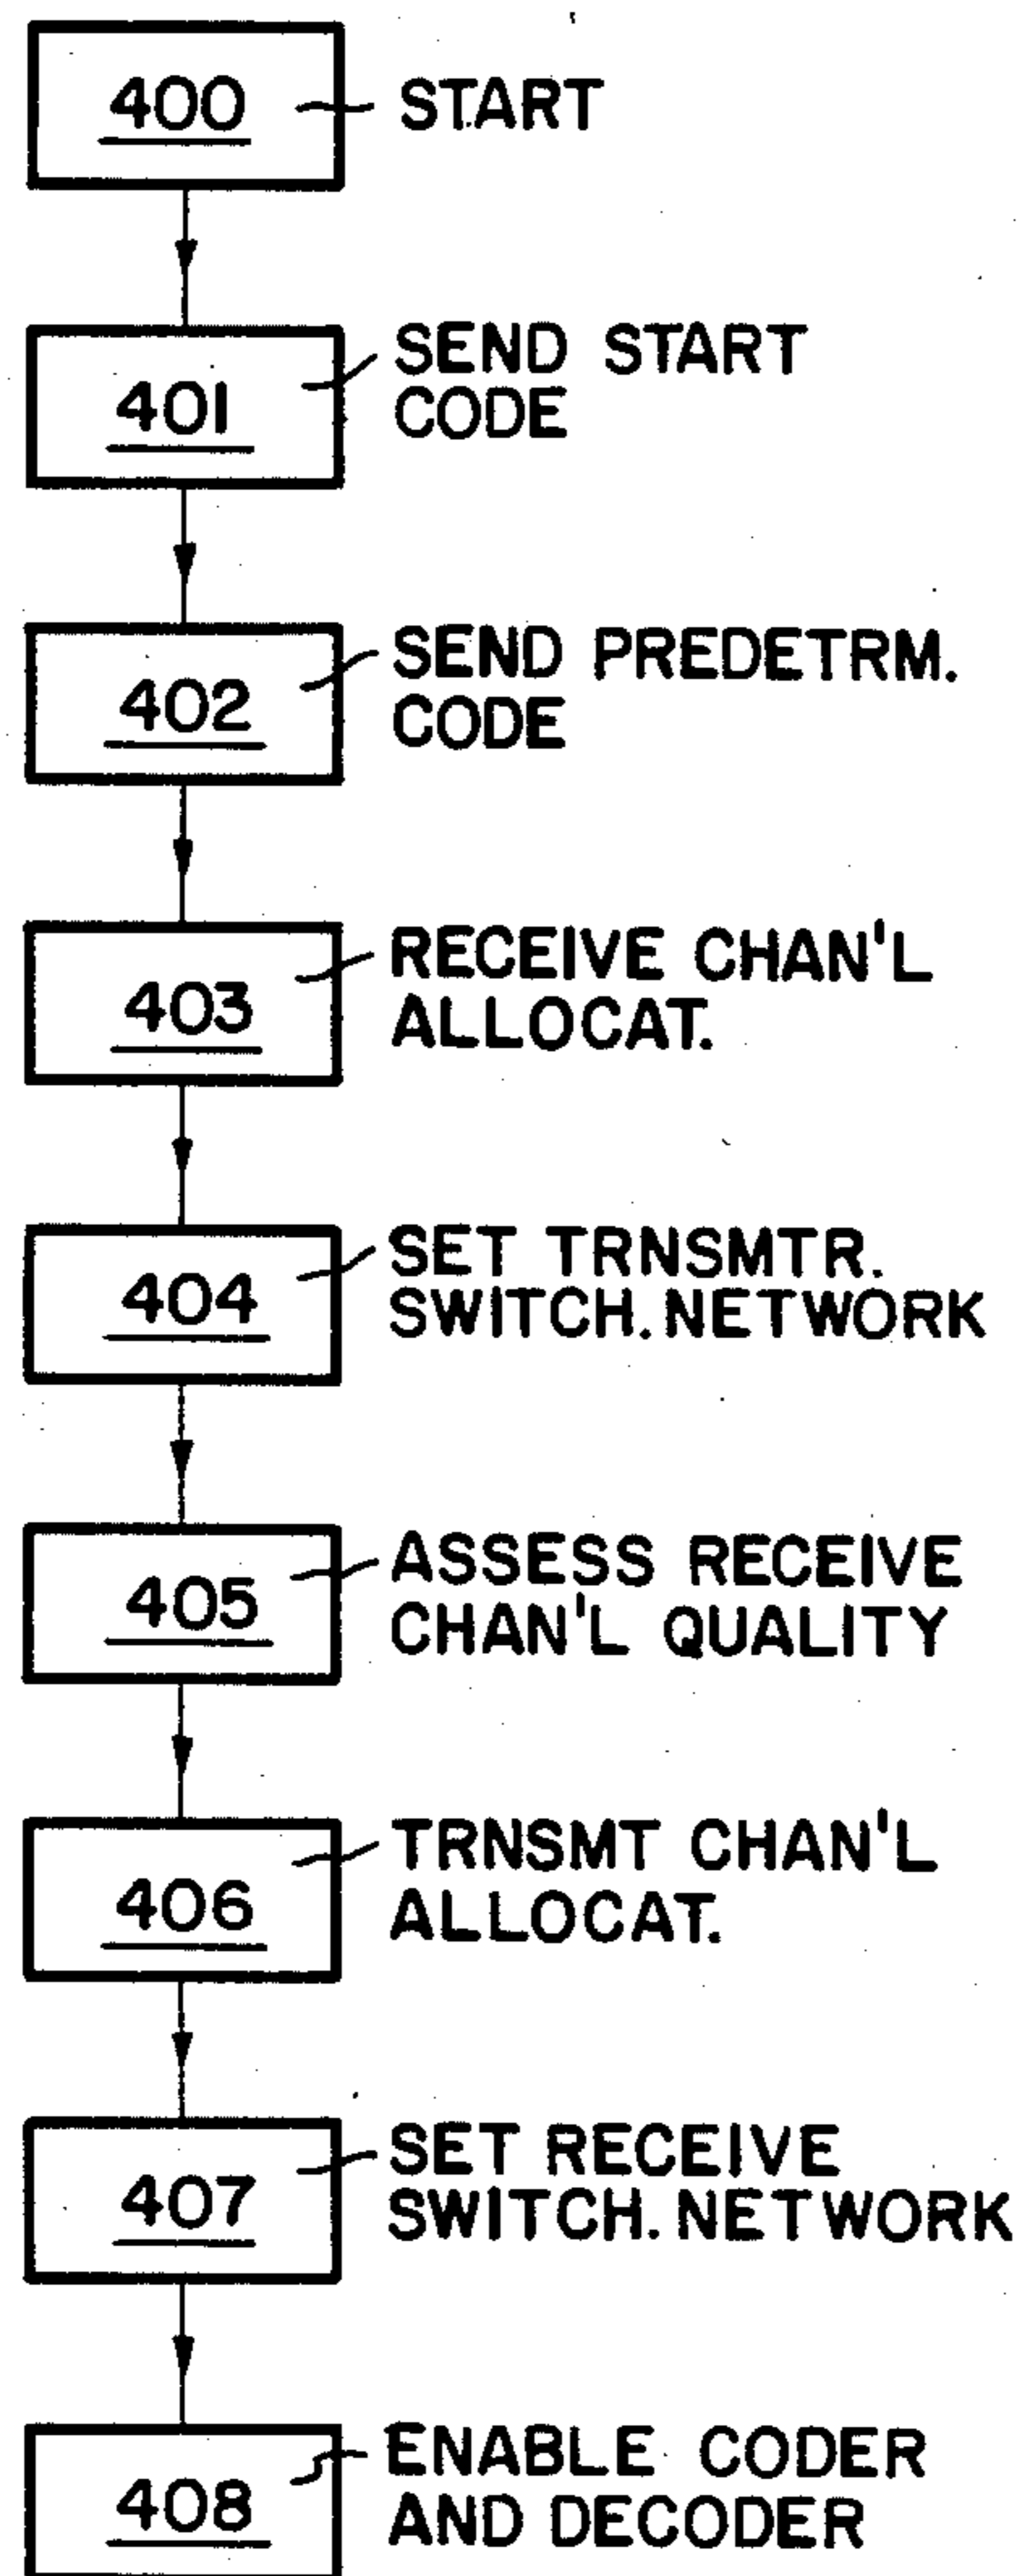 400 START
401 SEND START
CODE
402 SEND PREDETRM.
CODE
403 RECEIVE CHAN'L
ALLOCAT.
404 SET TRNSMTR.
SWITCH. NETWORK
405 ASSESS RECEIVE
CHAN'L QUALITY
406 TRNSMT CHAN'L
ALLOCAT.
407 SET RECEIVE
SWITCH. NETWORK
408 ENABLE CODER
AND DECODER